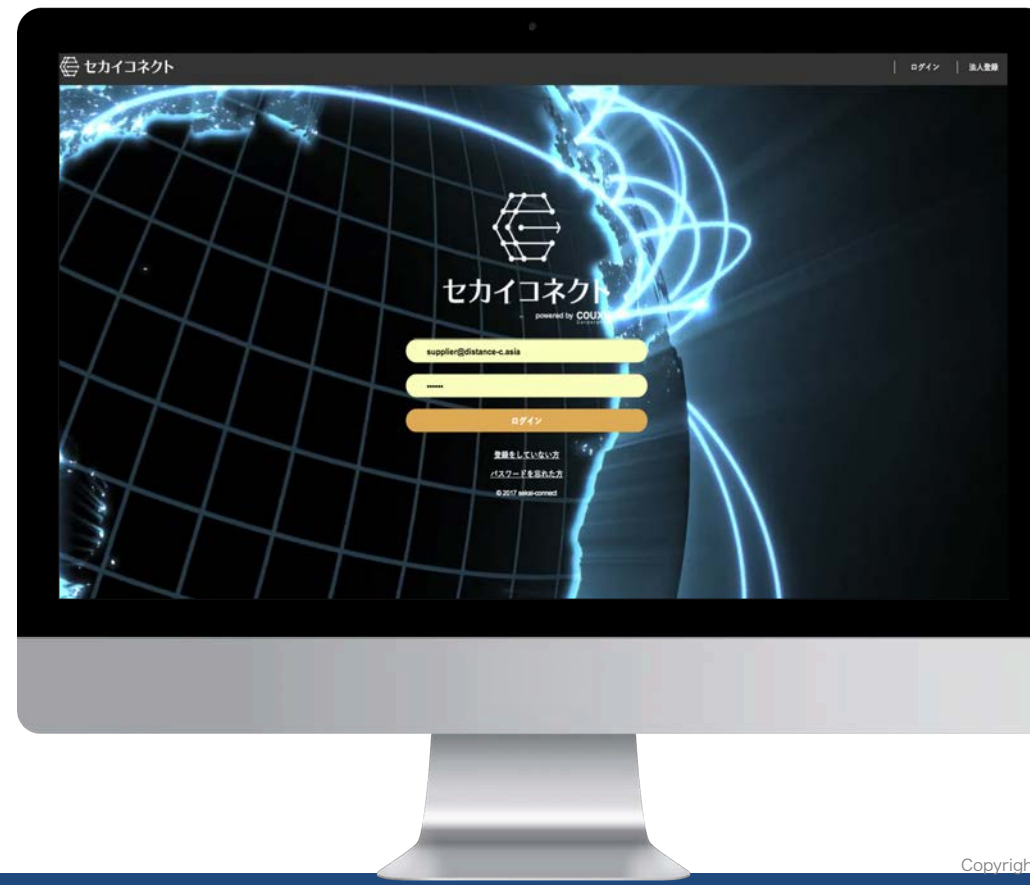 セカイコネクト
ログイン
法人登録
セカイコネクト
powered by COUX
supplier@distance-c.asia
••••••
ログイン
登録をしていない方
パスワードを忘れた方
© 2017 sekai-connect
Copyrigh